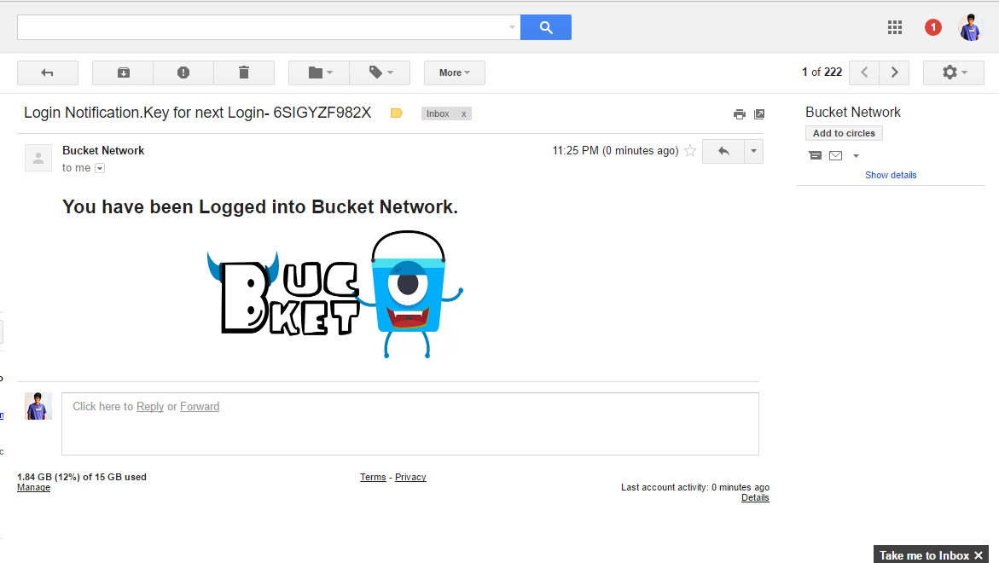 1
More
1 of 222
Login Notification.Key for next Login- 6SIGYZF982X
Inbox x
Bucket Network
Add to circles
Show details
Bucket Network
11:25 PM (0 minutes ago)
to me
You have been Logged into Bucket Network.
BUC
KET
Click here to Reply or Forward
1.84 GB (12%) of 15 GB used
Manage
Terms - Privacy
Last account activity: 0 minutes ago
Details
Take me to Inbox ×